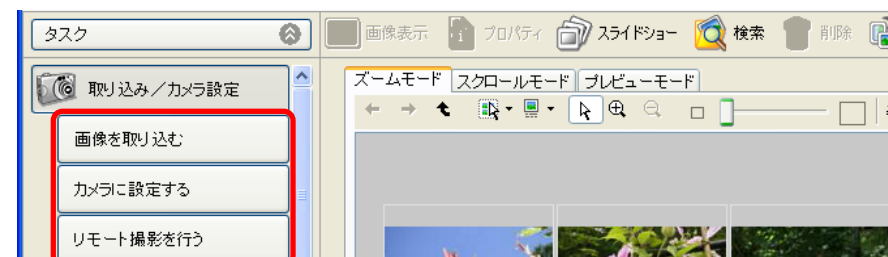 タスク
画像表示 プロパティ スライドショー 検索 削除
取り込み/カメラ設定
画像を取り込む
カメラに設定する
リモート撮影を行う
ズームモード スクロールモード プレビューモード